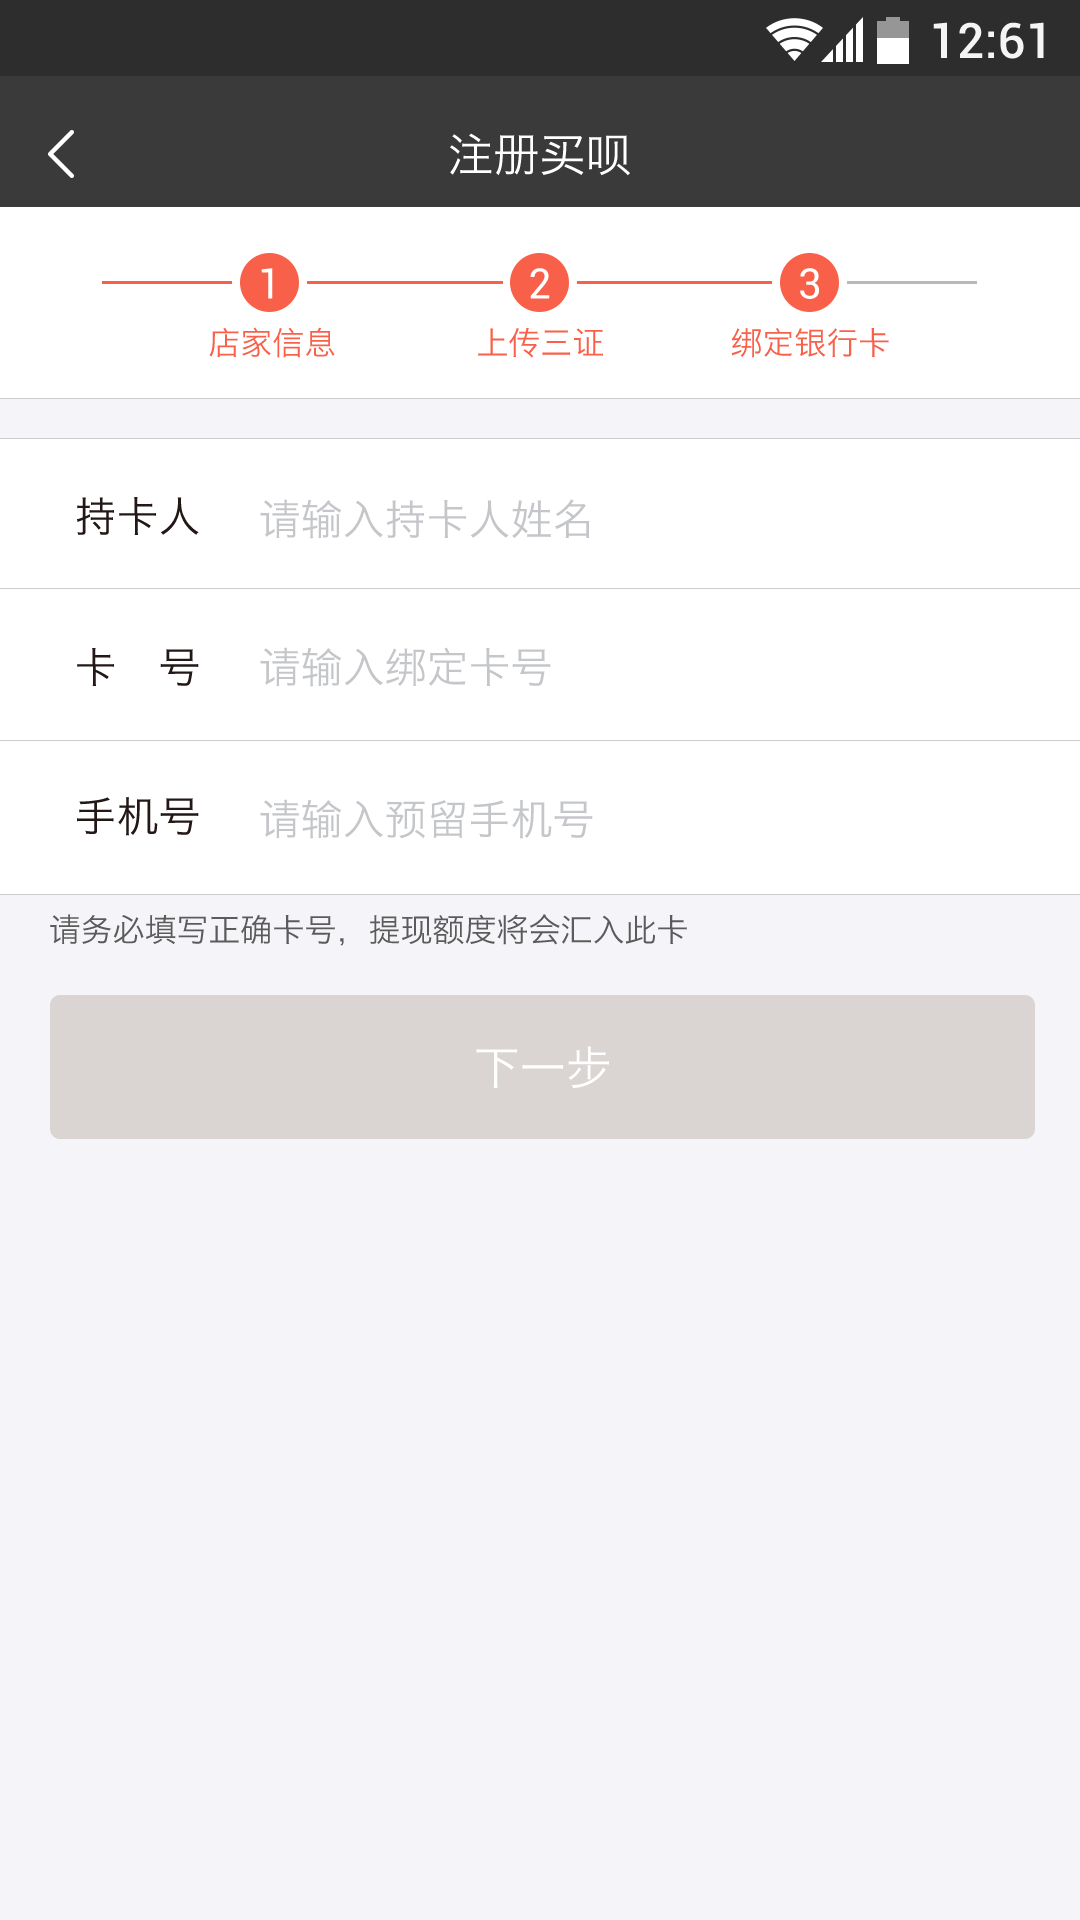 12:61
注册买呗
1 2 3
店家信息 上传三证 绑定银行卡
持卡人 请输入持卡人姓名
卡 号 请输入绑定卡号
手机号 请输入预留手机号
请务必填写正确卡号，提现额度将会汇入此卡
下一步